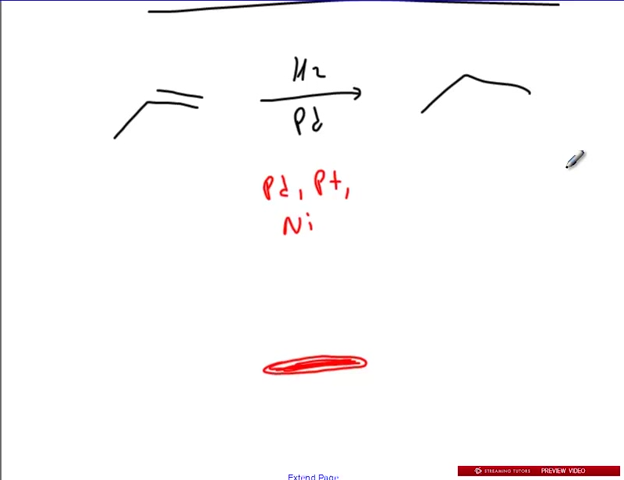 H2
Pd
Pd, Pt,
Ni
STREAMING TUTORS PREVIEW VIDEO
Extend Page